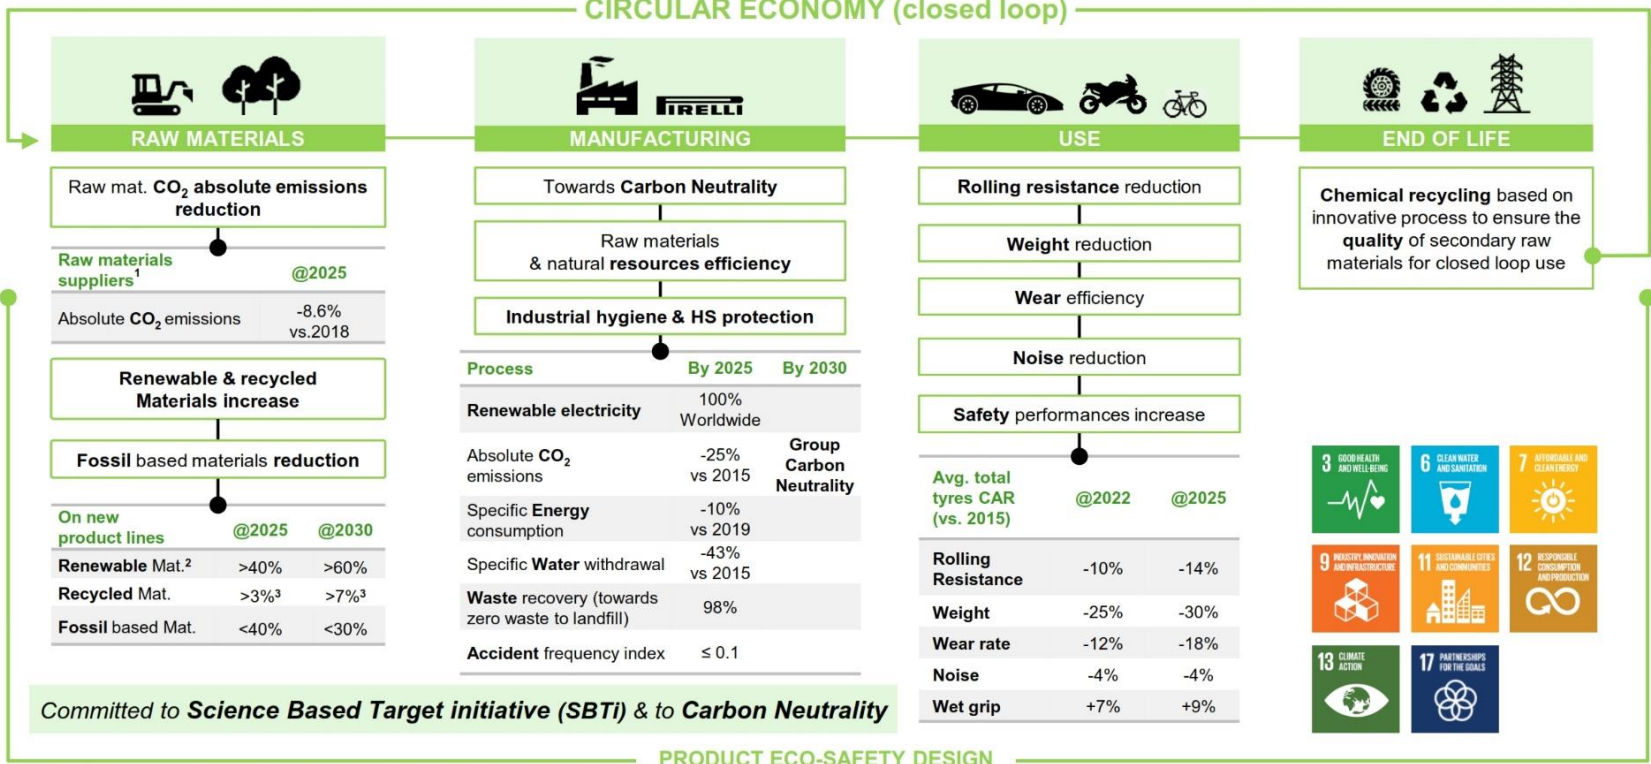 CIRCULAR ECONOMY (closed loop)
PIRELLI
RAW MATERIALS
Raw mat. CO2 absolute emissions
reduction
Raw materials
suppliers1 @2025
Absolute CO2 emissions -8.6%
vs.2018
Renewable & recycled
Materials increase
Fossil based materials reduction
On new
product lines @2025 @2030
Renewable Mat.² >40% >60%
Recycled Mat. >3%³ >7%³
Fossil based Mat. <40% <30%
MANUFACTURING
Towards Carbon Neutrality
Raw materials
& natural resources efficiency
Industrial hygiene & HS protection
Process By 2025 By 2030
Renewable electricity 100%
Worldwide
Absolute CO2
emissions -25%
vs 2015
Group
Carbon
Neutrality
Specific Energy
consumption -10%
vs 2019
Specific Water withdrawal -43%
vs 2015
Waste recovery (towards
zero waste to landfill) 98%
Accident frequency index ≤ 0.1
USE
Rolling resistance reduction
Weight reduction
Wear efficiency
Noise reduction
Safety performances increase
Avg. total
tyres CAR
(vs. 2015) @2022 @2025
Rolling
Resistance -10% -14%
Weight -25% -30%
Wear rate -12% -18%
Noise -4% -4%
Wet grip +7% +9%
END OF LIFE
Chemical recycling based on
innovative process to ensure the
quality of secondary raw
materials for closed loop use
3 GOOD HEALTH
AND WELL-BEING
6 CLEAN WATER
AND SANITATION
7 AFFORDABLE AND
CLEAN ENERGY
9 INDUSTRY, INNOVATION
AND INFRASTRUCTURE
11 SUSTAINABLE CITIES
AND COMMUNITIES
12 RESPONSIBLE
CONSUMPTION
AND PRODUCTION
13 CLIMATE
ACTION
17 PARTNERSHIPS
FOR THE GOALS
Committed to Science Based Target initiative (SBTi) & to Carbon Neutrality
PRODUCT ECO-SAFETY DESIGN